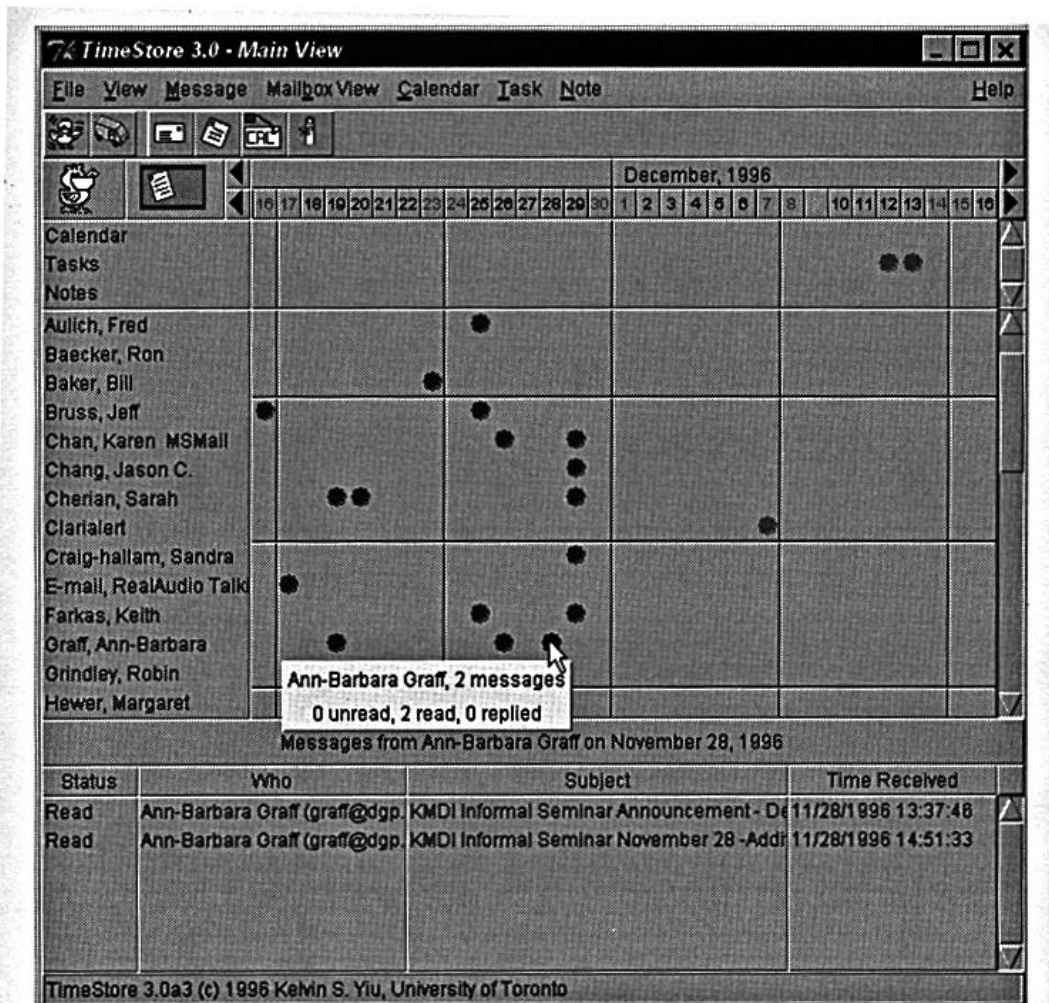 TimeStore 3.0 - Main View
File View Message Mailbox View Calendar Task Note Help
CAL
December, 1996
16 17 18 19 20 21 22 23 24 25 26 27 28 29 30 1 2 3 4 5 6 7 8 10 11 12 13 14 15 16
Calendar
Tasks
Notes
Aulich, Fred
Baecker, Ron
Baker, Bill
Bruss, Jeff
Chan, Karen MSMail
Chang, Jason C.
Cherian, Sarah
Clarialert
Craig-hallam, Sandra
E-mail, RealAudio Talk
Farkas, Keith
Graff, Ann-Barbara
Grindley, Robin
Hewer, Margaret
Ann-Barbara Graff, 2 messages
0 unread, 2 read, 0 replied
Messages from Ann-Barbara Graff on November 28, 1996
Status Who Subject Time Received
Read Ann-Barbara Graff (graff@dgp. KMDI Informal Seminar Announcement - De 11/28/1996 13:37:46
Read Ann-Barbara Graff (graff@dgp. KMDI Informal Seminar November 28 -Addi 11/28/1996 14:51:33
TimeStore 3.0a3 (c) 1996 Kelvin S. Yiu, University of Toronto